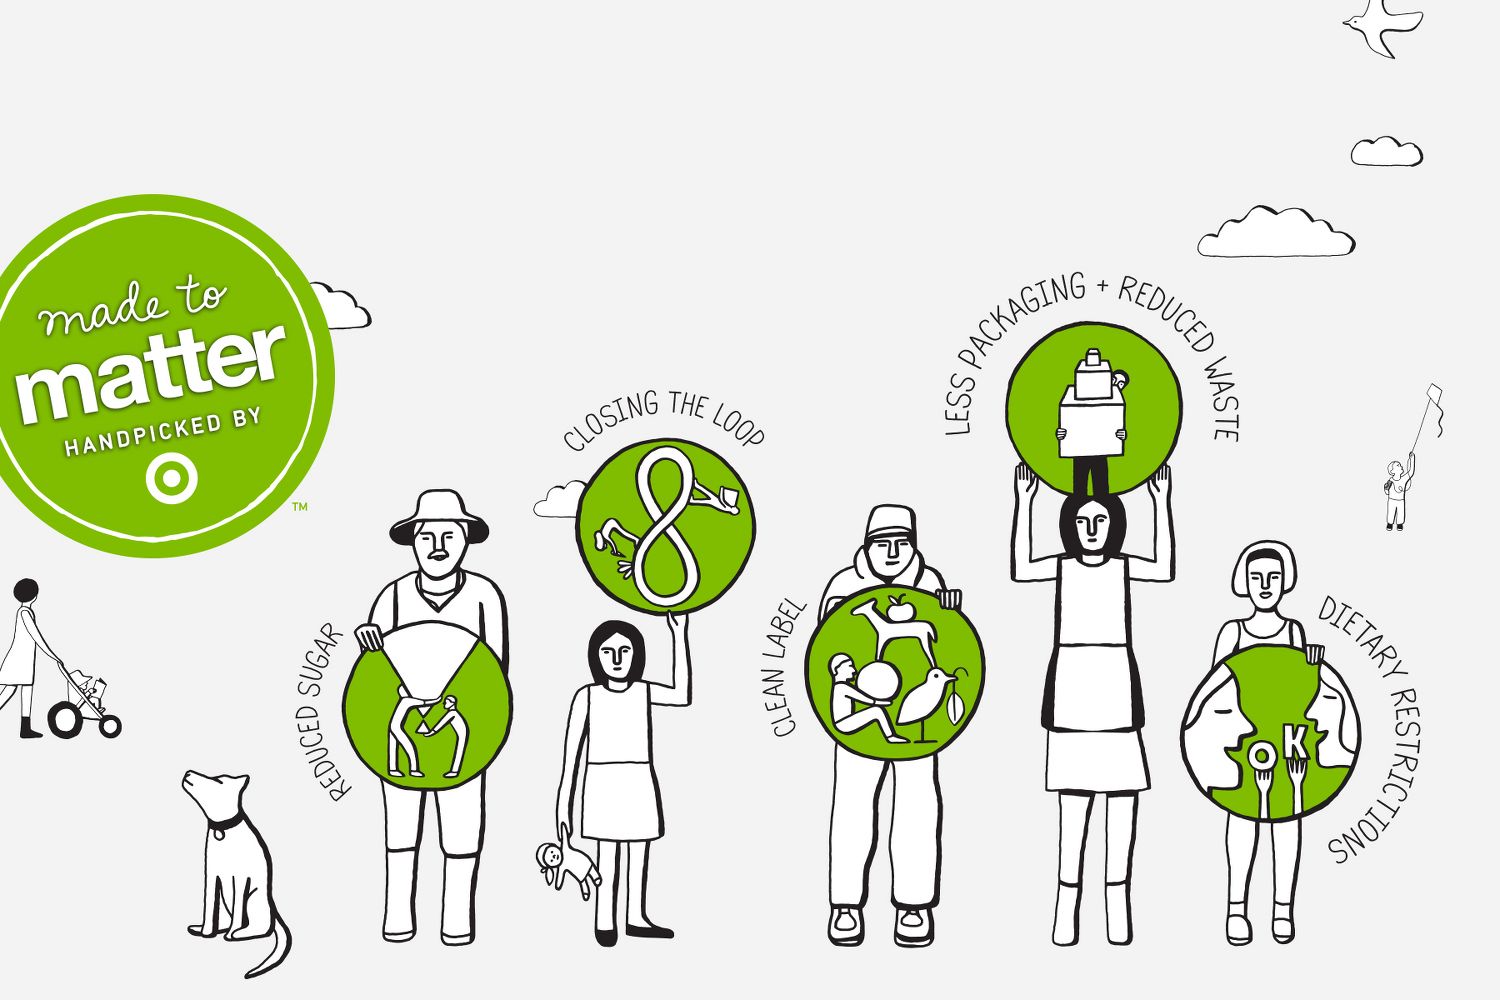 made to
matter
HANDPICKED BY
TM
REDUCED SUGAR
CLOSING THE LOOP
CLEAN LABEL
LESS PACKAGING + REDUCED WASTE
DIETARY RESTRICTIONS
OK